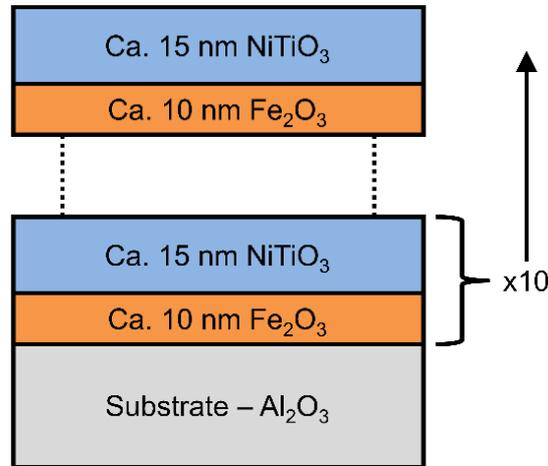 Ca. 15 nm NiTiO₃
Ca. 10 nm Fe₂O₃
Ca. 15 nm NiTiO₃
x10
Ca. 10 nm Fe₂O₃
Substrate – Al₂O₃